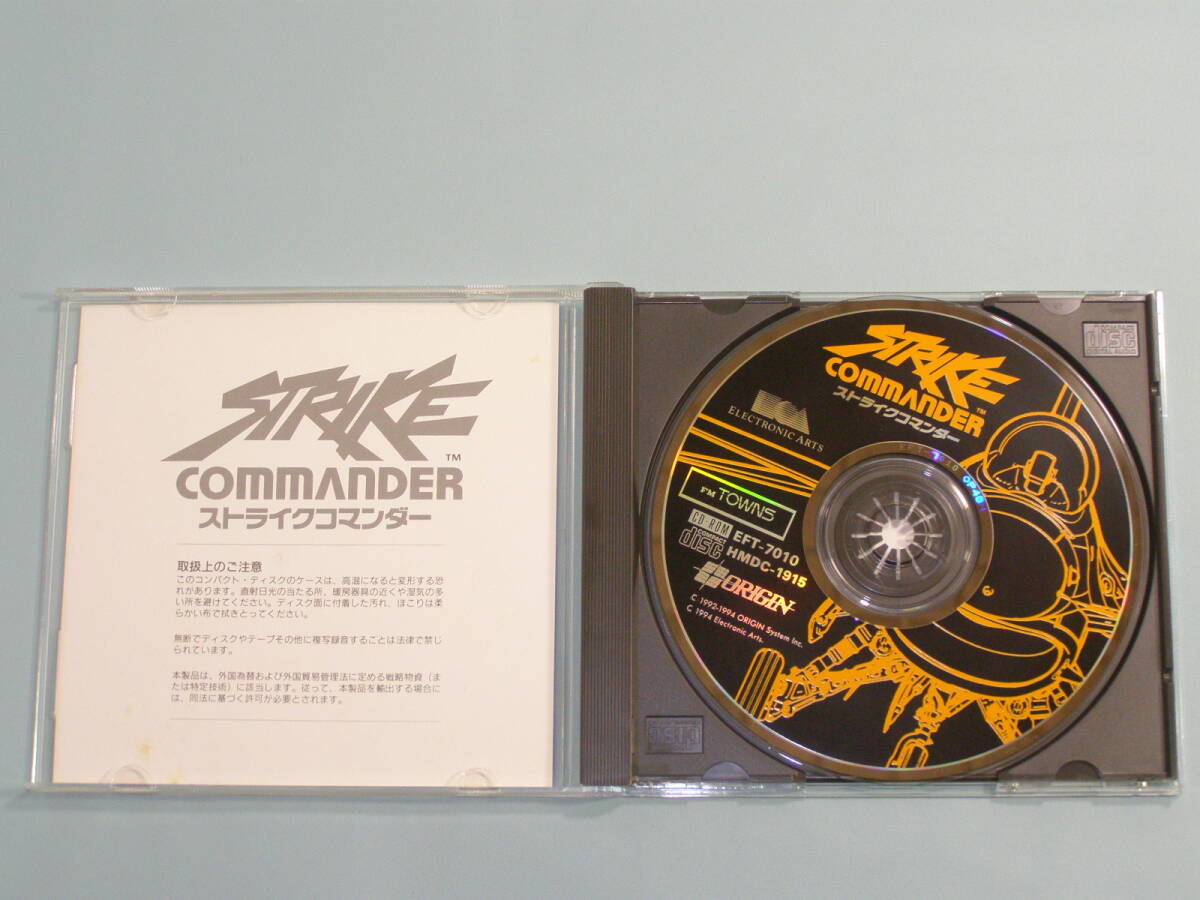 STRIKE
COMMANDER™
ストライクコマンダー
取扱上のご注意
このコンパクト・ディスクのケースは、高温になると変形する恐
れがあります。直射日光の当たる所、暖房器具の近くや湿気の多
い所を避けてください。ディスク面に付着した汚れ、ほこりは柔
らかい布で拭きとってください。
無断でディスクやテープその他に複写録音することは法律で禁じ
られています。
本製品は、外国為替および外国貿易管理法に定める戦略物資（ま
たは特定技術）に該当します。従って、本製品を輸出する場合に
は、同法に基づく許可が必要とされます。
STRIKE
COMMANDER™
ストライクコマンダー
ELECTRONIC ARTS
FM TOWNS
CD-ROM
COMPACT
disc
EFT-7010
HMDC-1915
ORIGIN
C 1992-1994 ORIGIN System Inc.
C 1994 Electronic Arts.
disc
disc